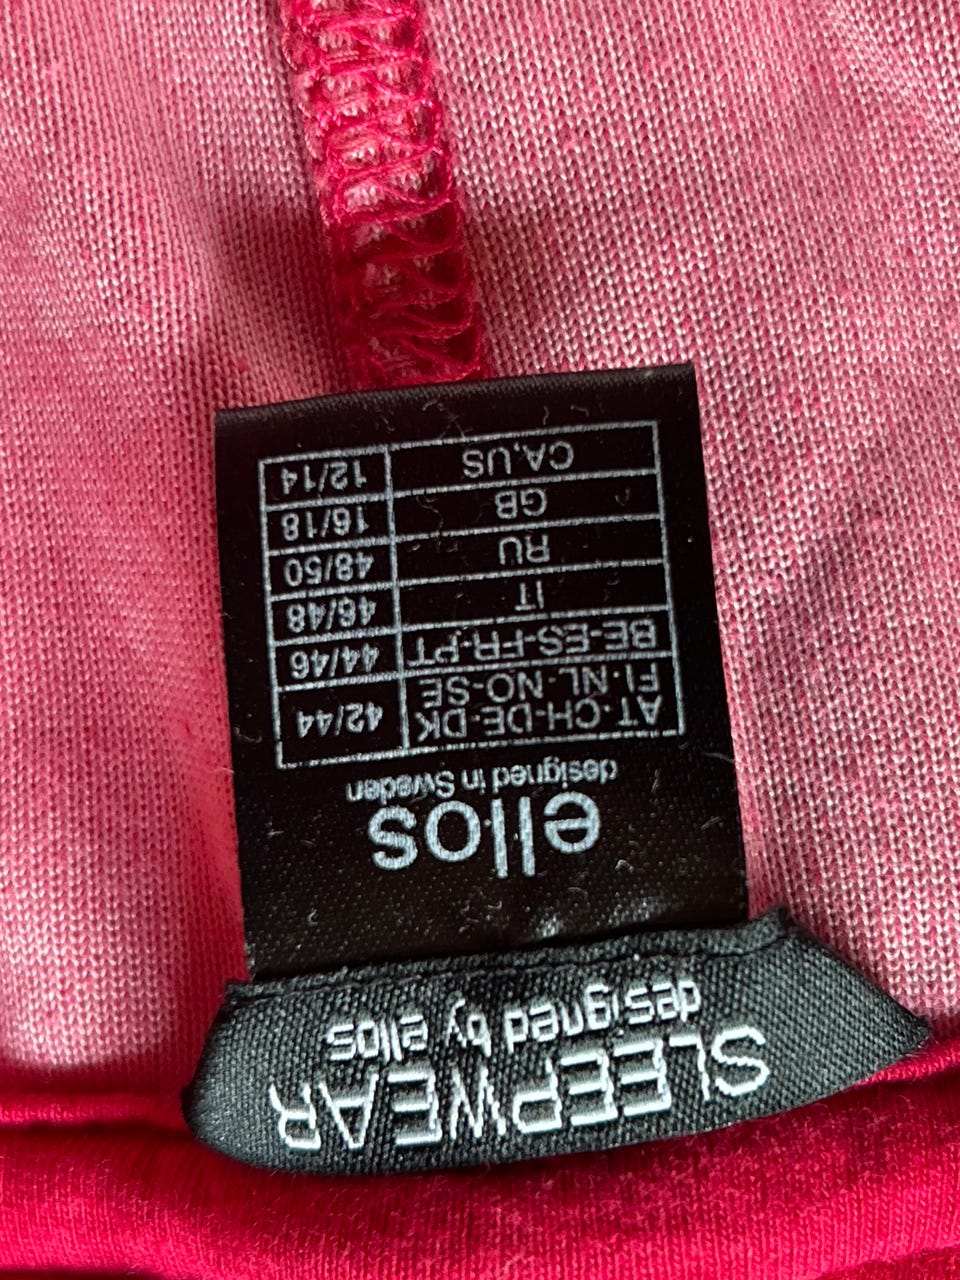 SLEEPWEAR
designed by ellos
ellos
designed in Sweden
AT-CH-DE-DK
FI-NL-NO-SE 42/44
BE-ES-FR-PT 44/46
IT 46/48
RU 48/50
GB 16/18
CA,US 12/14